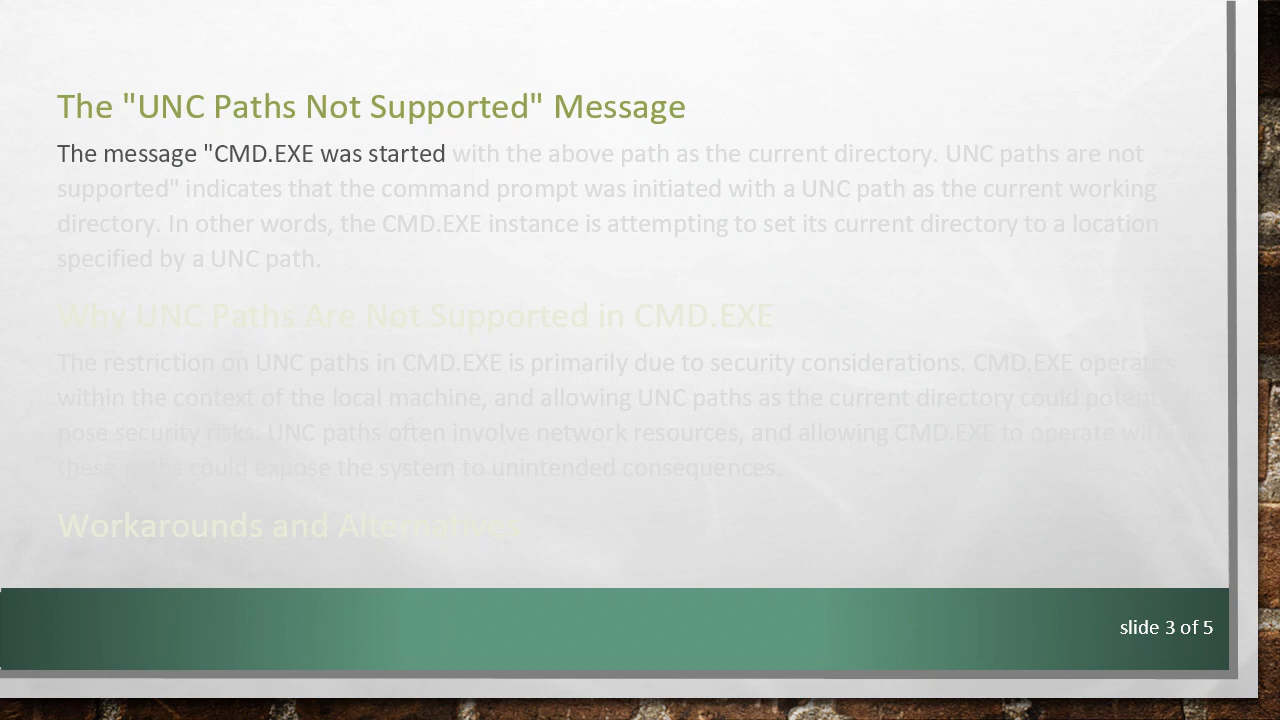 The "UNC Paths Not Supported" Message
The message "CMD.EXE was started with the above path as the current directory. UNC paths are not
supported" indicates that the command prompt was initiated with a UNC path as the current working
directory. In other words, the CMD.EXE instance is attempting to set its current directory to a location
specified by a UNC path.
Why UNC Paths Are Not Supported in CMD.EXE
The restriction on UNC paths in CMD.EXE is primarily due to security considerations. CMD.EXE operates
within the context of the local machine, and allowing UNC paths as the current directory could
pose security risks. UNC paths often involve network resources, and allowing CMD.EXE to operate with
these paths could expose the system to unintended consequences.
Workarounds and Alternatives
slide 3 of 5